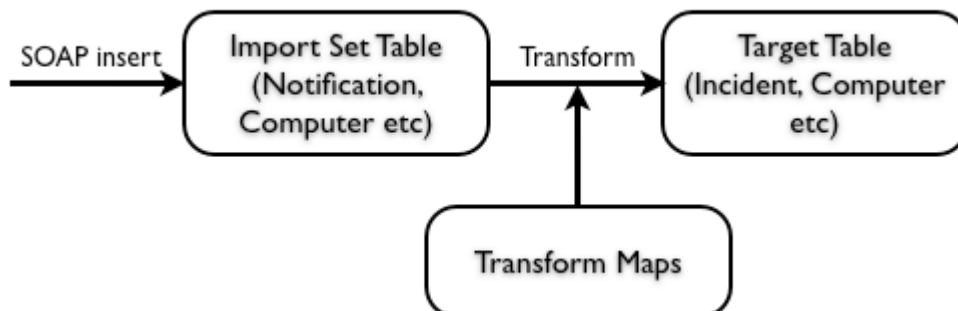 SOAP insert
Import Set Table
(Notification,
Computer etc)
Transform
Target Table
(Incident, Computer
etc)
Transform Maps